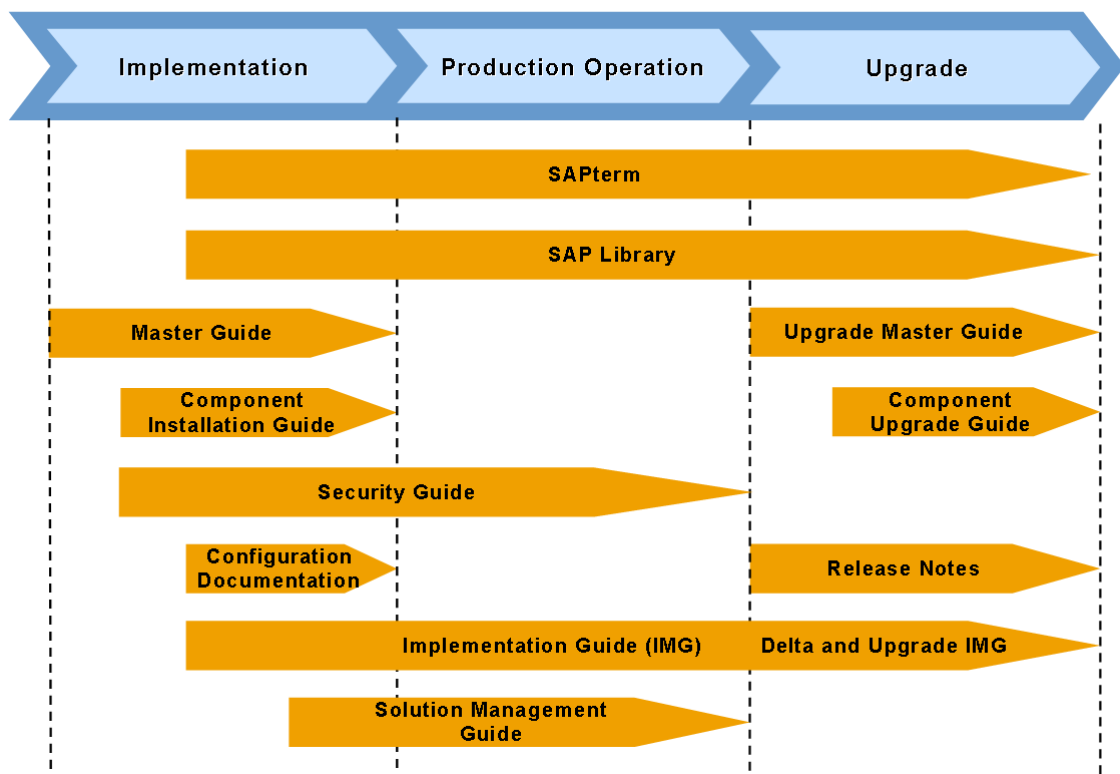 Implementation
Production Operation
Upgrade
SAPterm
SAP Library
Master Guide
Upgrade Master Guide
Component
Installation Guide
Component
Upgrade Guide
Security Guide
Configuration
Documentation
Release Notes
Implementation Guide (IMG)
Delta and Upgrade IMG
Solution Management
Guide